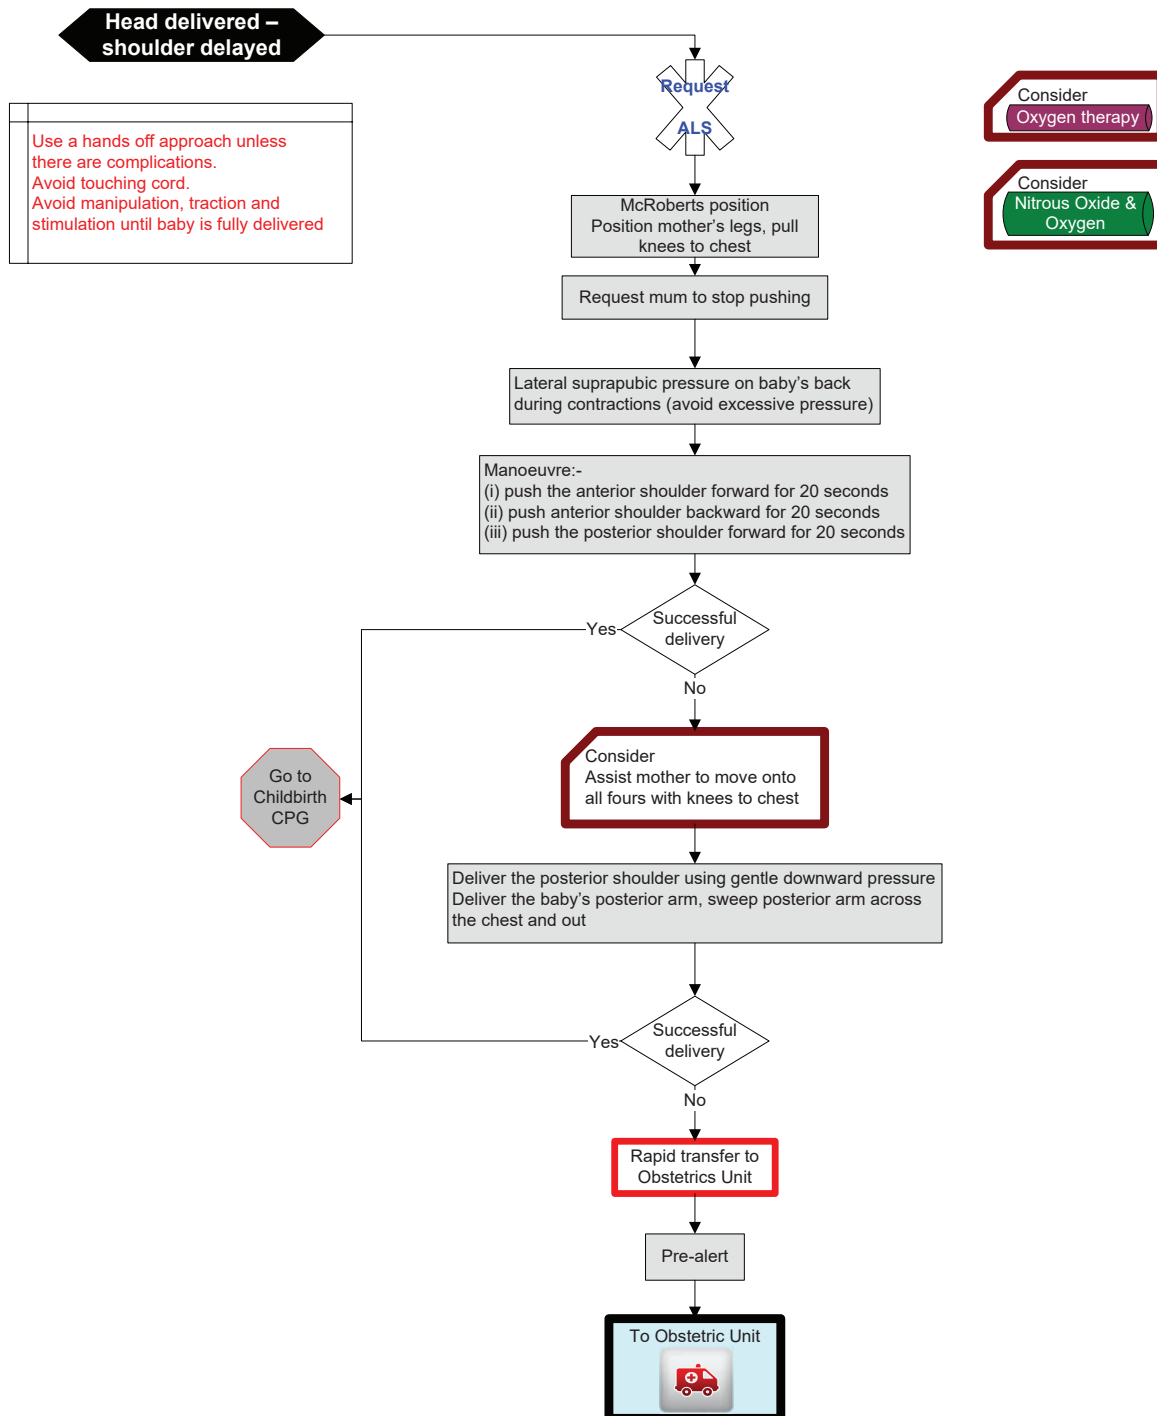 Head delivered –
shoulder delayed
Request
ALS
Use a hands off approach unless
there are complications.
Avoid touching cord.
Avoid manipulation, traction and
stimulation until baby is fully delivered
Consider
Oxygen therapy
Consider
Nitrous Oxide &
Oxygen
McRoberts position
Position mother’s legs, pull
knees to chest
Request mum to stop pushing
Lateral suprapubic pressure on baby’s back
during contractions (avoid excessive pressure)
Manoeuvre:-
(i) push the anterior shoulder forward for 20 seconds
(ii) push anterior shoulder backward for 20 seconds
(iii) push the posterior shoulder forward for 20 seconds
Successful
delivery
Yes
No
Consider
Assist mother to move onto
all fours with knees to chest
Go to
Childbirth
CPG
Deliver the posterior shoulder using gentle downward pressure
Deliver the baby’s posterior arm, sweep posterior arm across
the chest and out
Successful
delivery
Yes
No
Rapid transfer to
Obstetrics Unit
Pre-alert
To Obstetric Unit